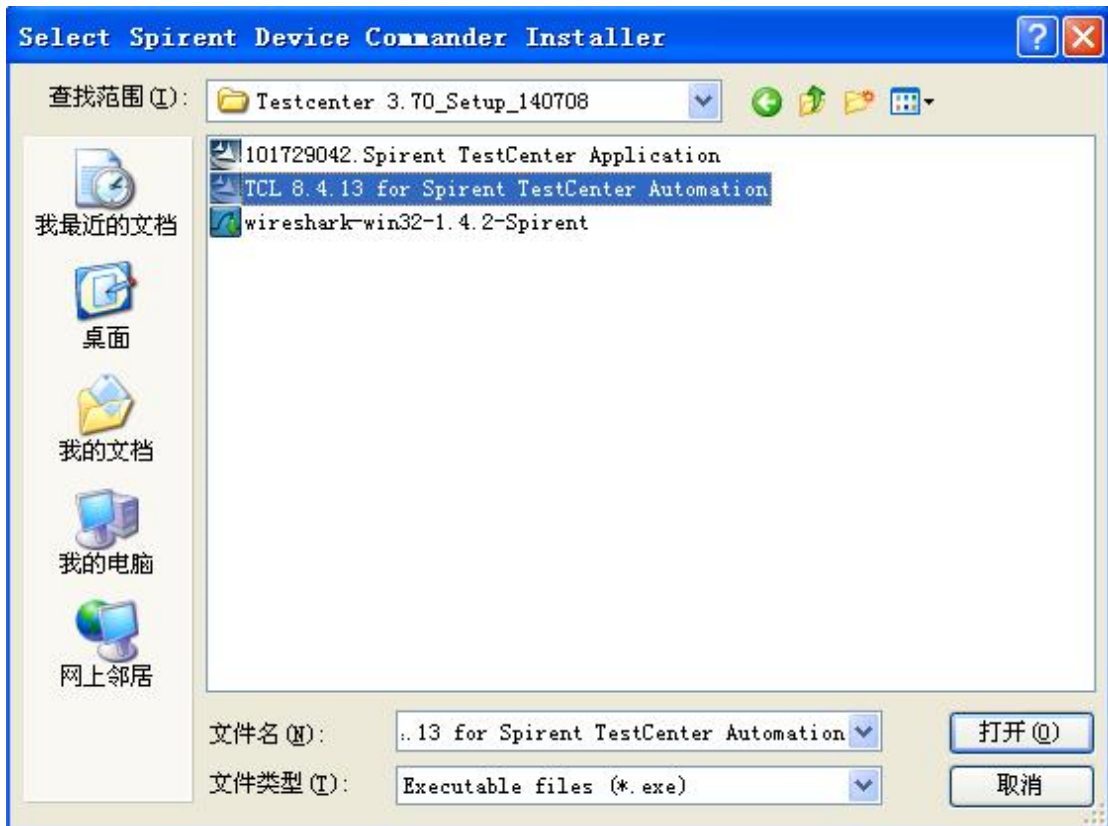 Select Spirent Device Commander Installer
查找范围(I):
Testcenter 3.70_Setup_140708
101729042.Spirent TestCenter Application
TCL 8.4.13 for Spirent TestCenter Automation
wireshark-win32-1.4.2-Spirent
我最近的文档
桌面
我的文档
我的电脑
网上邻居
文件名(N):
.13 for Spirent TestCenter Automation
打开(O)
文件类型(T):
Executable files (*.exe)
取消